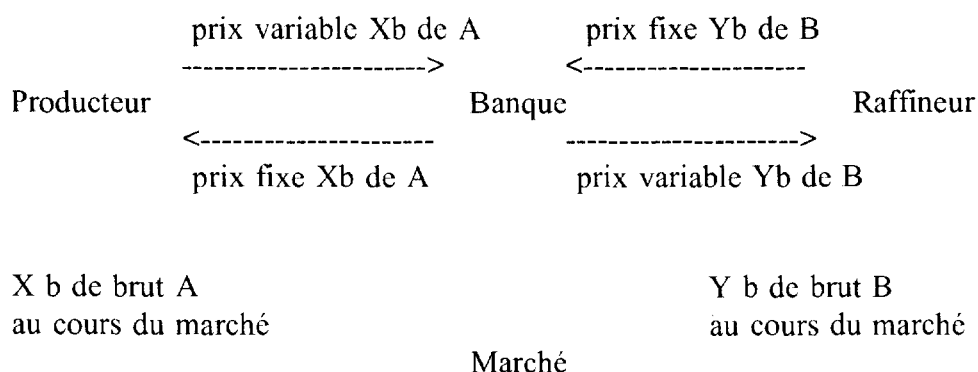 prix variable Xb de A prix fixe Yb de B
-----------------------> <-----------------------
Producteur Banque Raffineur
<----------------------- ------------------------>
prix fixe Xb de A prix variable Yb de B
X b de brut A Y b de brut B
au cours du marché au cours du marché
Marché